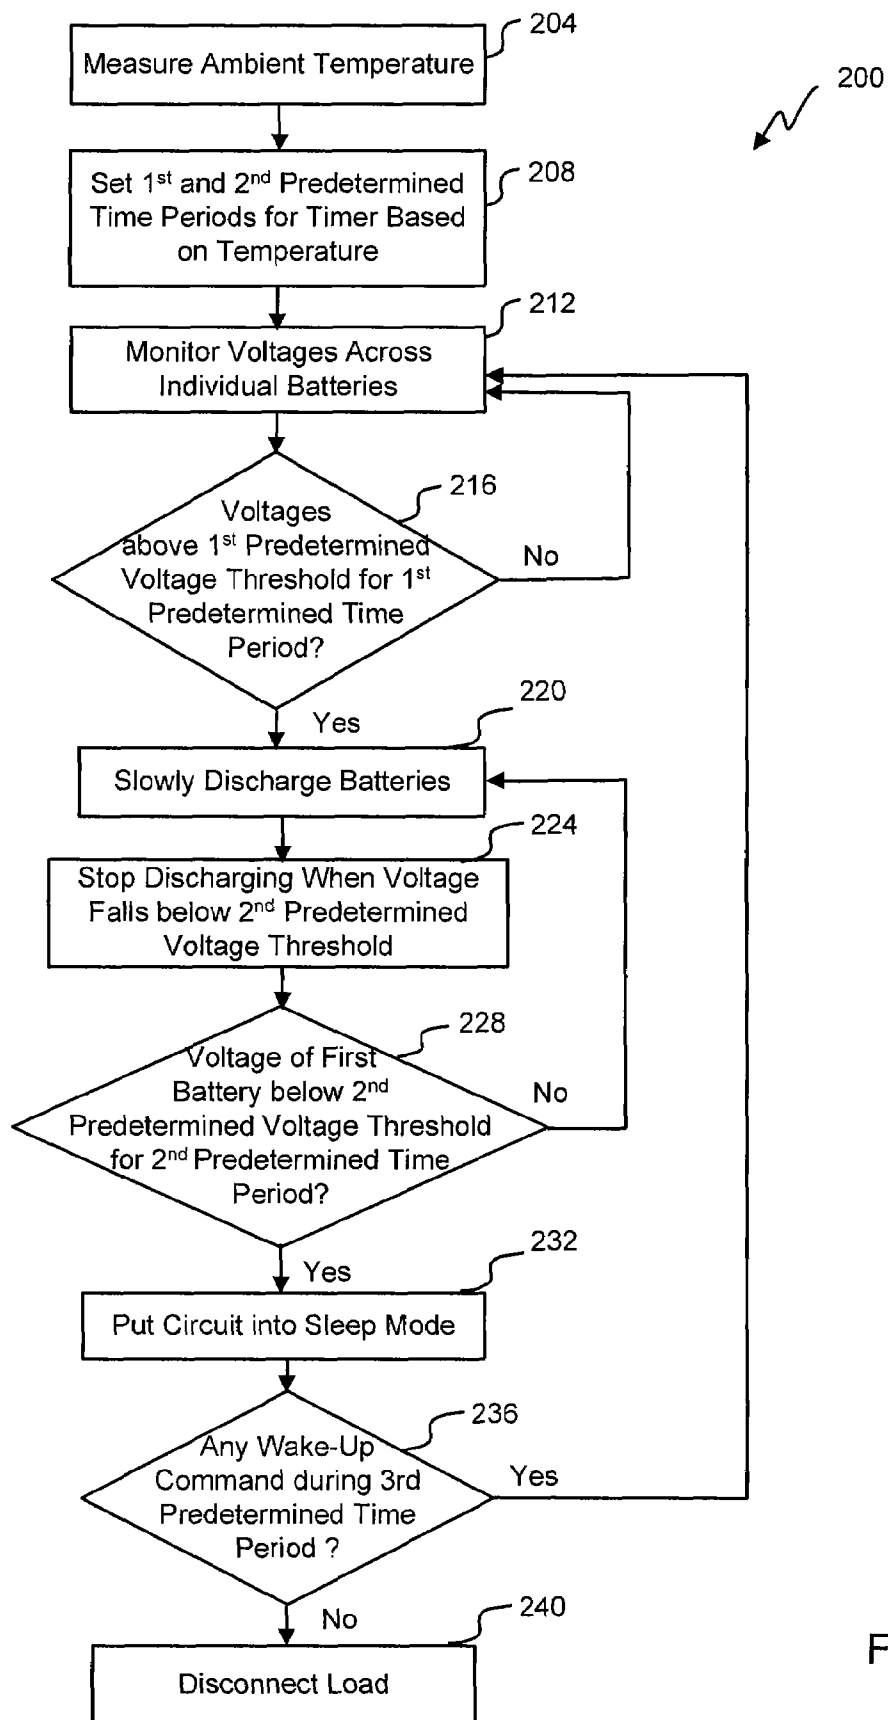 204
Measure Ambient Temperature
200
Set 1st and 2nd Predetermined
Time Periods for Timer Based
on Temperature
208
212
Monitor Voltages Across
Individual Batteries
216
Voltages
above 1st Predetermined
Voltage Threshold for 1st
Predetermined Time
Period?
No
Yes
220
Slowly Discharge Batteries
224
Stop Discharging When Voltage
Falls below 2nd Predetermined
Voltage Threshold
228
Voltage of First
Battery below 2nd
Predetermined Voltage Threshold
for 2nd Predetermined Time
Period?
No
Yes
232
Put Circuit into Sleep Mode
236
Any Wake-Up
Command during 3rd
Predetermined Time
Period ?
Yes
No
240
Disconnect Load
F